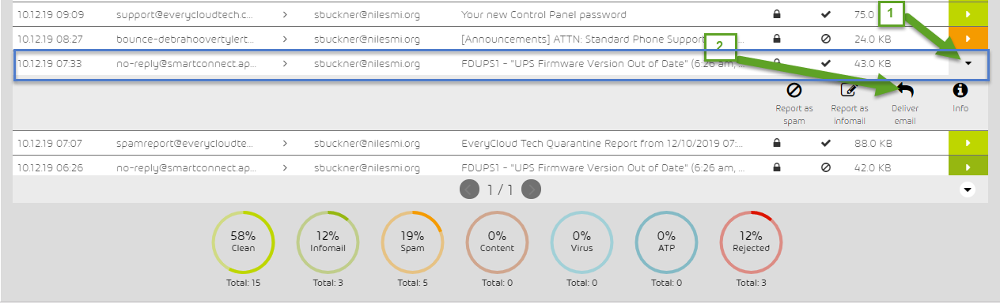 10.12.19 09:09 support@everycloudtech.c... sbuckner@nilesmi.org Your new Control Panel password 75.0
1
10.12.19 08:27 bounce-debrahoovertylert... sbuckner@nilesmi.org [Announcements] ATTN: Standard Phone Suppor 24.0 KB
2
10.12.19 07:33 no-reply@smartconnect.ap... sbuckner@nilesmi.org FDUPS1 - "UPS Firmware Version Out of Date" (6:26 am, 43.0 KB
Report as spam
Report as infomail
Deliver email
Info
10.12.19 07:07 spamreport@everycloudte... sbuckner@nilesmi.org EveryCloud Tech Quarantine Report from 12/10/2019 07:... 88.0 KB
10.12.19 06:26 no-reply@smartconnect.ap... sbuckner@nilesmi.org FDUPS1 - "UPS Firmware Version Out of Date" (6:26 am, ... 42.0 KB
1 / 1
58% Clean
12% Infomail
19% Spam
0% Content
0% Virus
0% ATP
12% Rejected
Total: 15 Total: 3 Total: 5 Total: 0 Total: 0 Total: 0 Total: 3